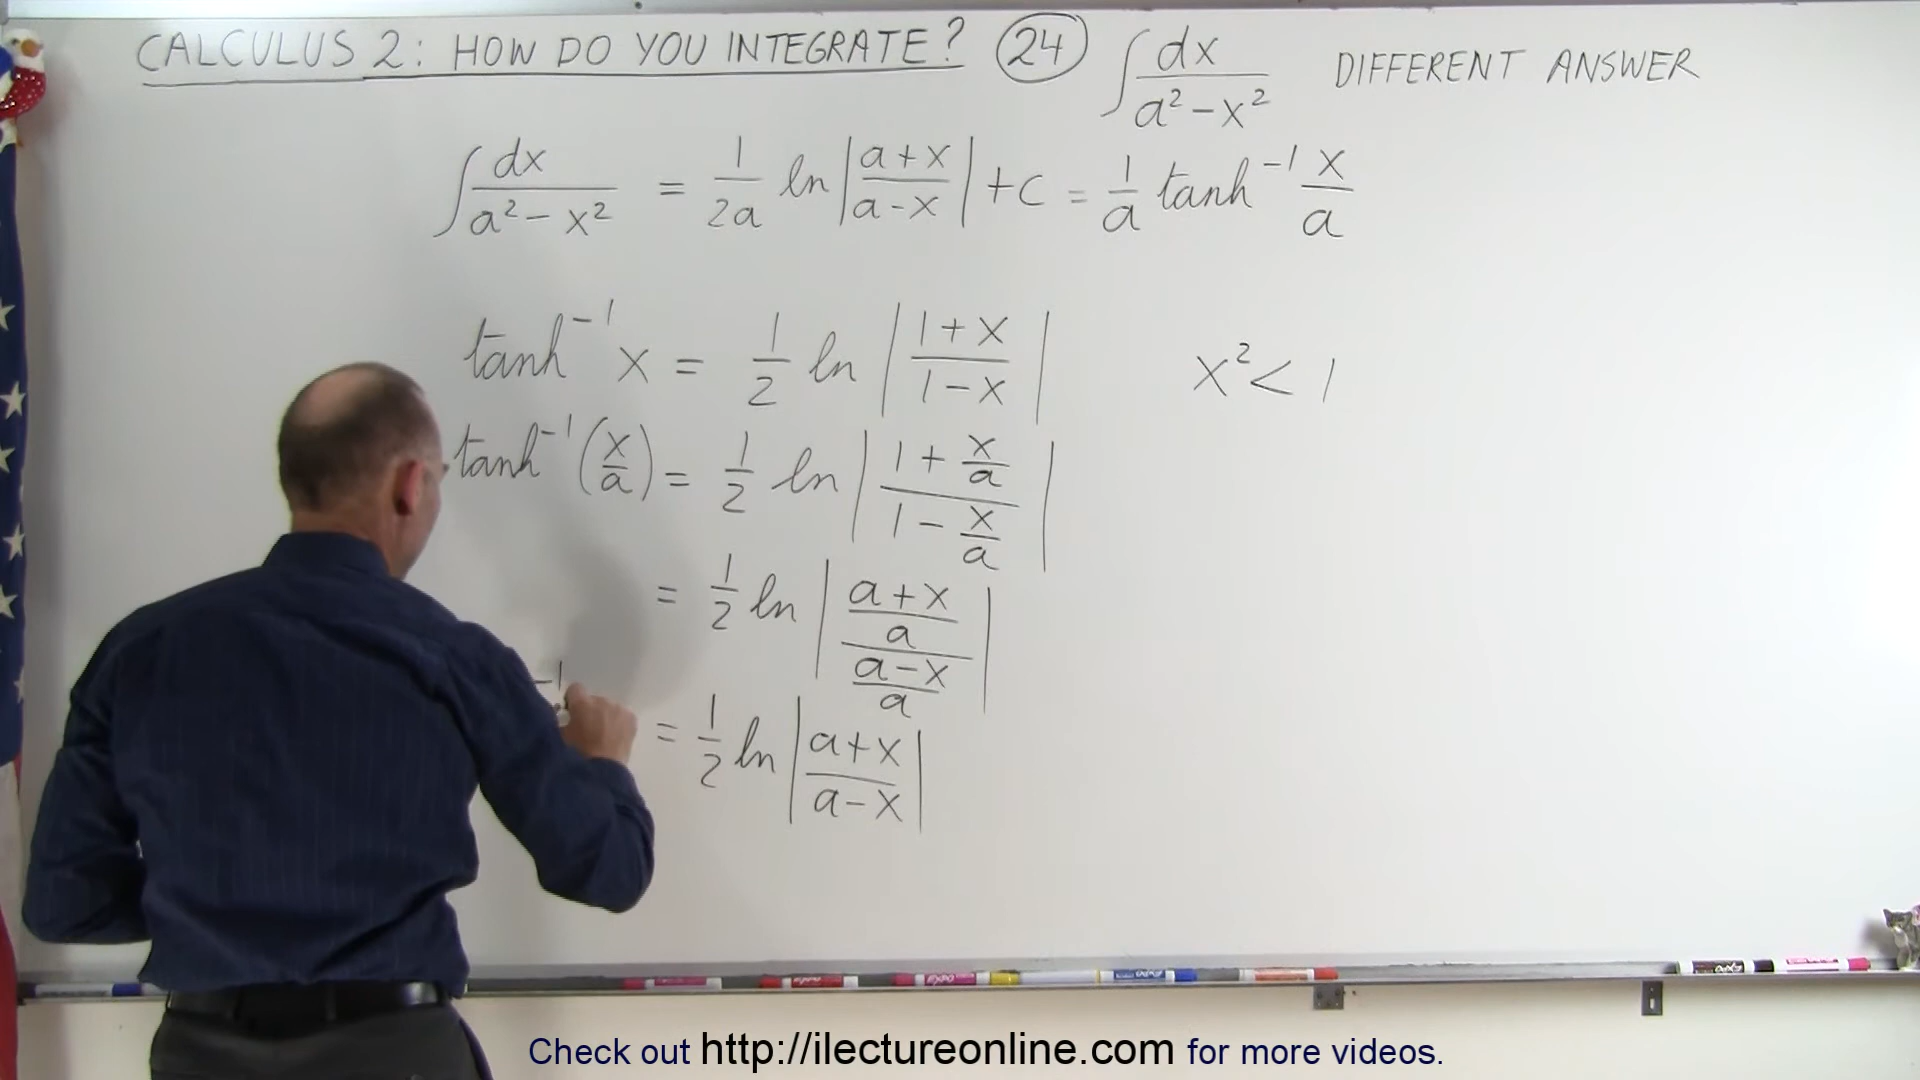 CALCULUS 2: HOW DO YOU INTEGRATE? 24 ∫ dx/(a² - x²) DIFFERENT ANSWER
∫ dx/(a² - x²) = 1/(2a) ln |(a + x)/(a - x)| + C = 1/a tanh⁻¹ x/a
tanh⁻¹ x = 1/2 ln |(1 + x)/(1 - x)| x² < 1
tanh⁻¹ (x/a) = 1/2 ln |(1 + x/a)/(1 - x/a)|
= 1/2 ln |((a + x)/a)/((a - x)/a)|
-1
= 1/2 ln |(a + x)/(a - x)|
Check out http://ilectureonline.com for more videos.